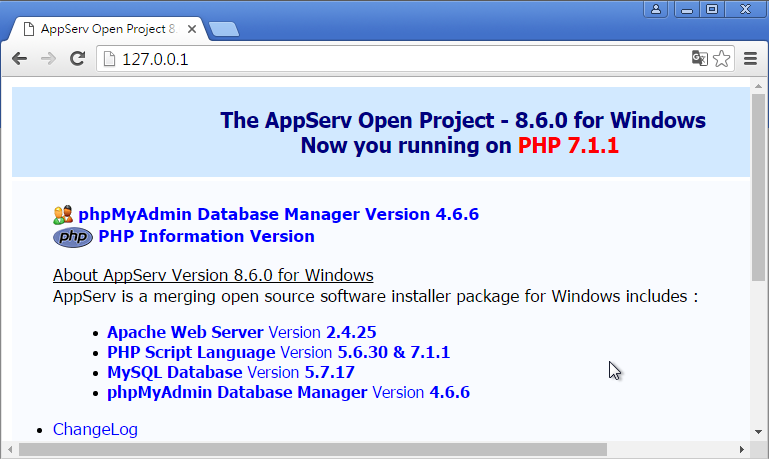 AppServ Open Project 8.
127.0.0.1
The AppServ Open Project - 8.6.0 for Windows
Now you running on PHP 7.1.1
phpMyAdmin Database Manager Version 4.6.6
php PHP Information Version
About AppServ Version 8.6.0 for Windows
AppServ is a merging open source software installer package for Windows includes :
Apache Web Server Version 2.4.25
PHP Script Language Version 5.6.30 & 7.1.1
MySQL Database Version 5.7.17
phpMyAdmin Database Manager Version 4.6.6
ChangeLog